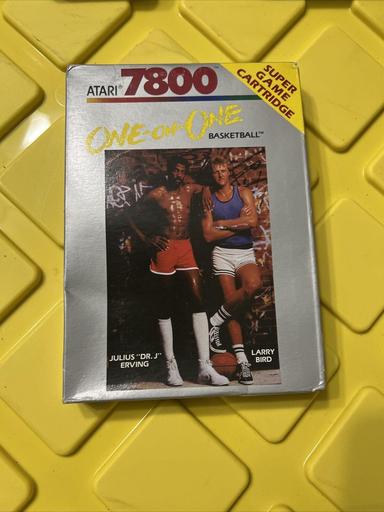 ATARI® 7800
SUPER
GAME
CARTRIDGE
ONE-ON-ONE
BASKETBALL™
JULIUS "DR. J"
ERVING
LARRY
BIRD